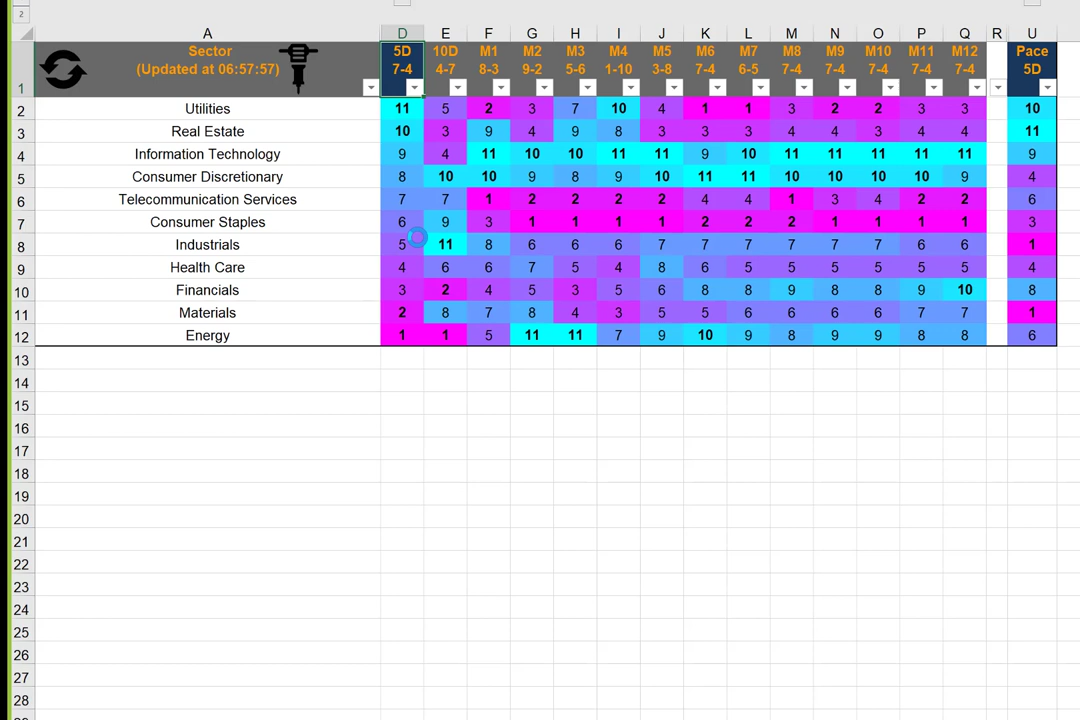 2
A D E F G H I J K L M N O P Q R U
1 Sector (Updated at 06:57:57) 5D 7-4 10D 4-7 M1 8-3 M2 9-2 M3 5-6 M4 1-10 M5 3-8 M6 7-4 M7 6-5 M8 7-4 M9 7-4 M10 7-4 M11 7-4 M12 7-4 Pace 5D
2 Utilities 11 5 2 3 7 10 4 1 1 3 2 2 3 3 10
3 Real Estate 10 3 9 4 9 8 3 3 3 4 4 3 4 4 11
4 Information Technology 9 4 11 10 10 11 11 9 10 11 11 11 11 11 9
5 Consumer Discretionary 8 10 10 9 8 9 10 11 11 10 10 10 10 9 4
6 Telecommunication Services 7 7 1 2 2 2 2 4 4 1 3 4 2 2 6
7 Consumer Staples 6 9 3 1 1 1 1 2 2 2 1 1 1 1 3
8 Industrials 5 11 8 6 6 6 7 7 7 7 7 7 6 6 1
9 Health Care 4 6 6 7 5 4 8 6 5 5 5 5 5 5 4
10 Financials 3 2 4 5 3 5 6 8 8 9 8 8 9 10 8
11 Materials 2 8 7 8 4 3 5 5 6 6 6 6 7 7 1
12 Energy 1 1 5 11 11 7 9 10 9 8 9 9 8 8 6
13
14
15
16
17
18
19
20
21
22
23
24
25
26
27
28